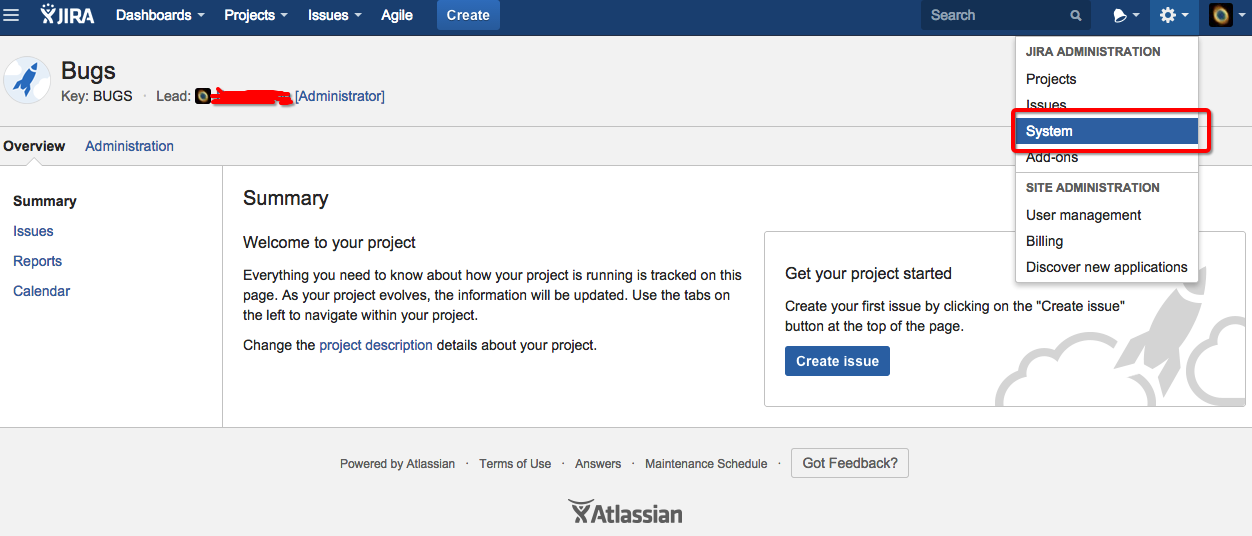 JIRA Dashboards Projects Issues Agile Create Search
Bugs
Key: BUGS · Lead: [Administrator]
Overview Administration
Summary
Issues
Reports
Calendar
Summary
Welcome to your project
Everything you need to know about how your project is running is tracked on this
page. As your project evolves, the information will be updated. Use the tabs on
the left to navigate within your project.
Change the project description details about your project.
Get your project started
Create your first issue by clicking on the "Create issue"
button at the top of the page.
Create issue
JIRA ADMINISTRATION
Projects
Issues
System
Add-ons
SITE ADMINISTRATION
User management
Billing
Discover new applications
Powered by Atlassian · Terms of Use · Answers · Maintenance Schedule · Got Feedback?
Atlassian